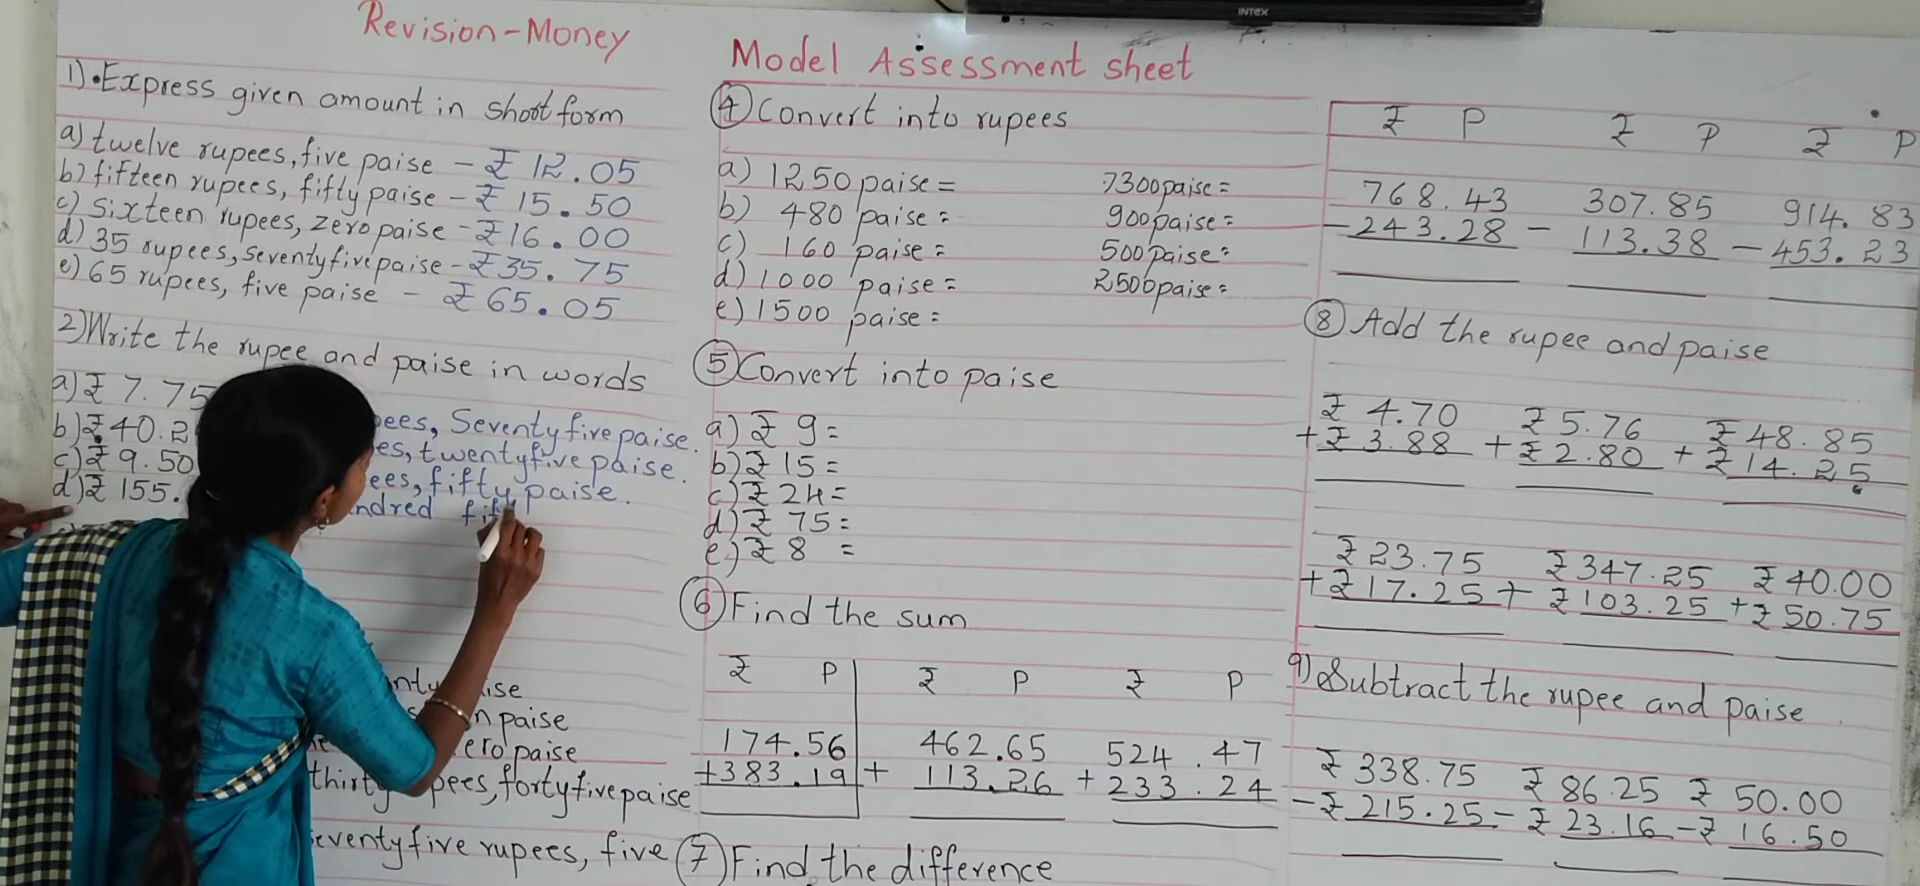 INTEX
Revision-Money
Model Assessment sheet
1) Express given amount in short form
a) twelve rupees, five paise - ₹ 12.05
b) fifteen rupees, fifty paise - ₹ 15.50
c) sixteen rupees, zero paise - ₹16.00
d) 35 rupees, seventyfive paise - ₹35.75
e) 65 rupees, five paise - ₹ 65.05
2) Write the rupee and paise in words
a) ₹ 7.75
b) ₹40.2
c) ₹ 9.50
d) ₹ 155.
pees, Seventyfive paise.
es, twentyfive paise.
ees, fifty paise.
ndred
paise
n paise
ero paise
thirty pees, fortyfive paise
eventyfive rupees, five
4 Convert into rupees
a) 1250 paise = 7300 paise =
b) 480 paise = 900 paise =
c) 160 paise = 500 paise =
d) 1000 paise = 2500 paise =
e) 1500 paise =
5 Convert into paise
a) ₹ 9 =
b) ₹ 15 =
c) ₹ 24 =
d) ₹ 75 =
e) ₹ 8 =
6 Find the sum
₹ P ₹ P ₹ P
174.56 462.65 524.47
+383.19 + 113.26 + 233.24
7 Find the difference
₹ P ₹ P ₹ P
768.43 307.85 914.83
-243.28 - 113.38 - 453.23
8 Add the rupee and paise
₹ 4.70 ₹ 5.76 ₹ 48.85
+ ₹ 3.88 + ₹ 2.80 + ₹ 14.25
₹ 23.75 ₹ 347.25 ₹ 40.00
+ ₹ 17.25 + ₹ 103.25 + ₹ 50.75
9) Subtract the rupee and paise
₹ 338.75 ₹ 86.25 ₹ 50.00
- ₹ 215.25 - ₹ 23.16 - ₹ 16.50